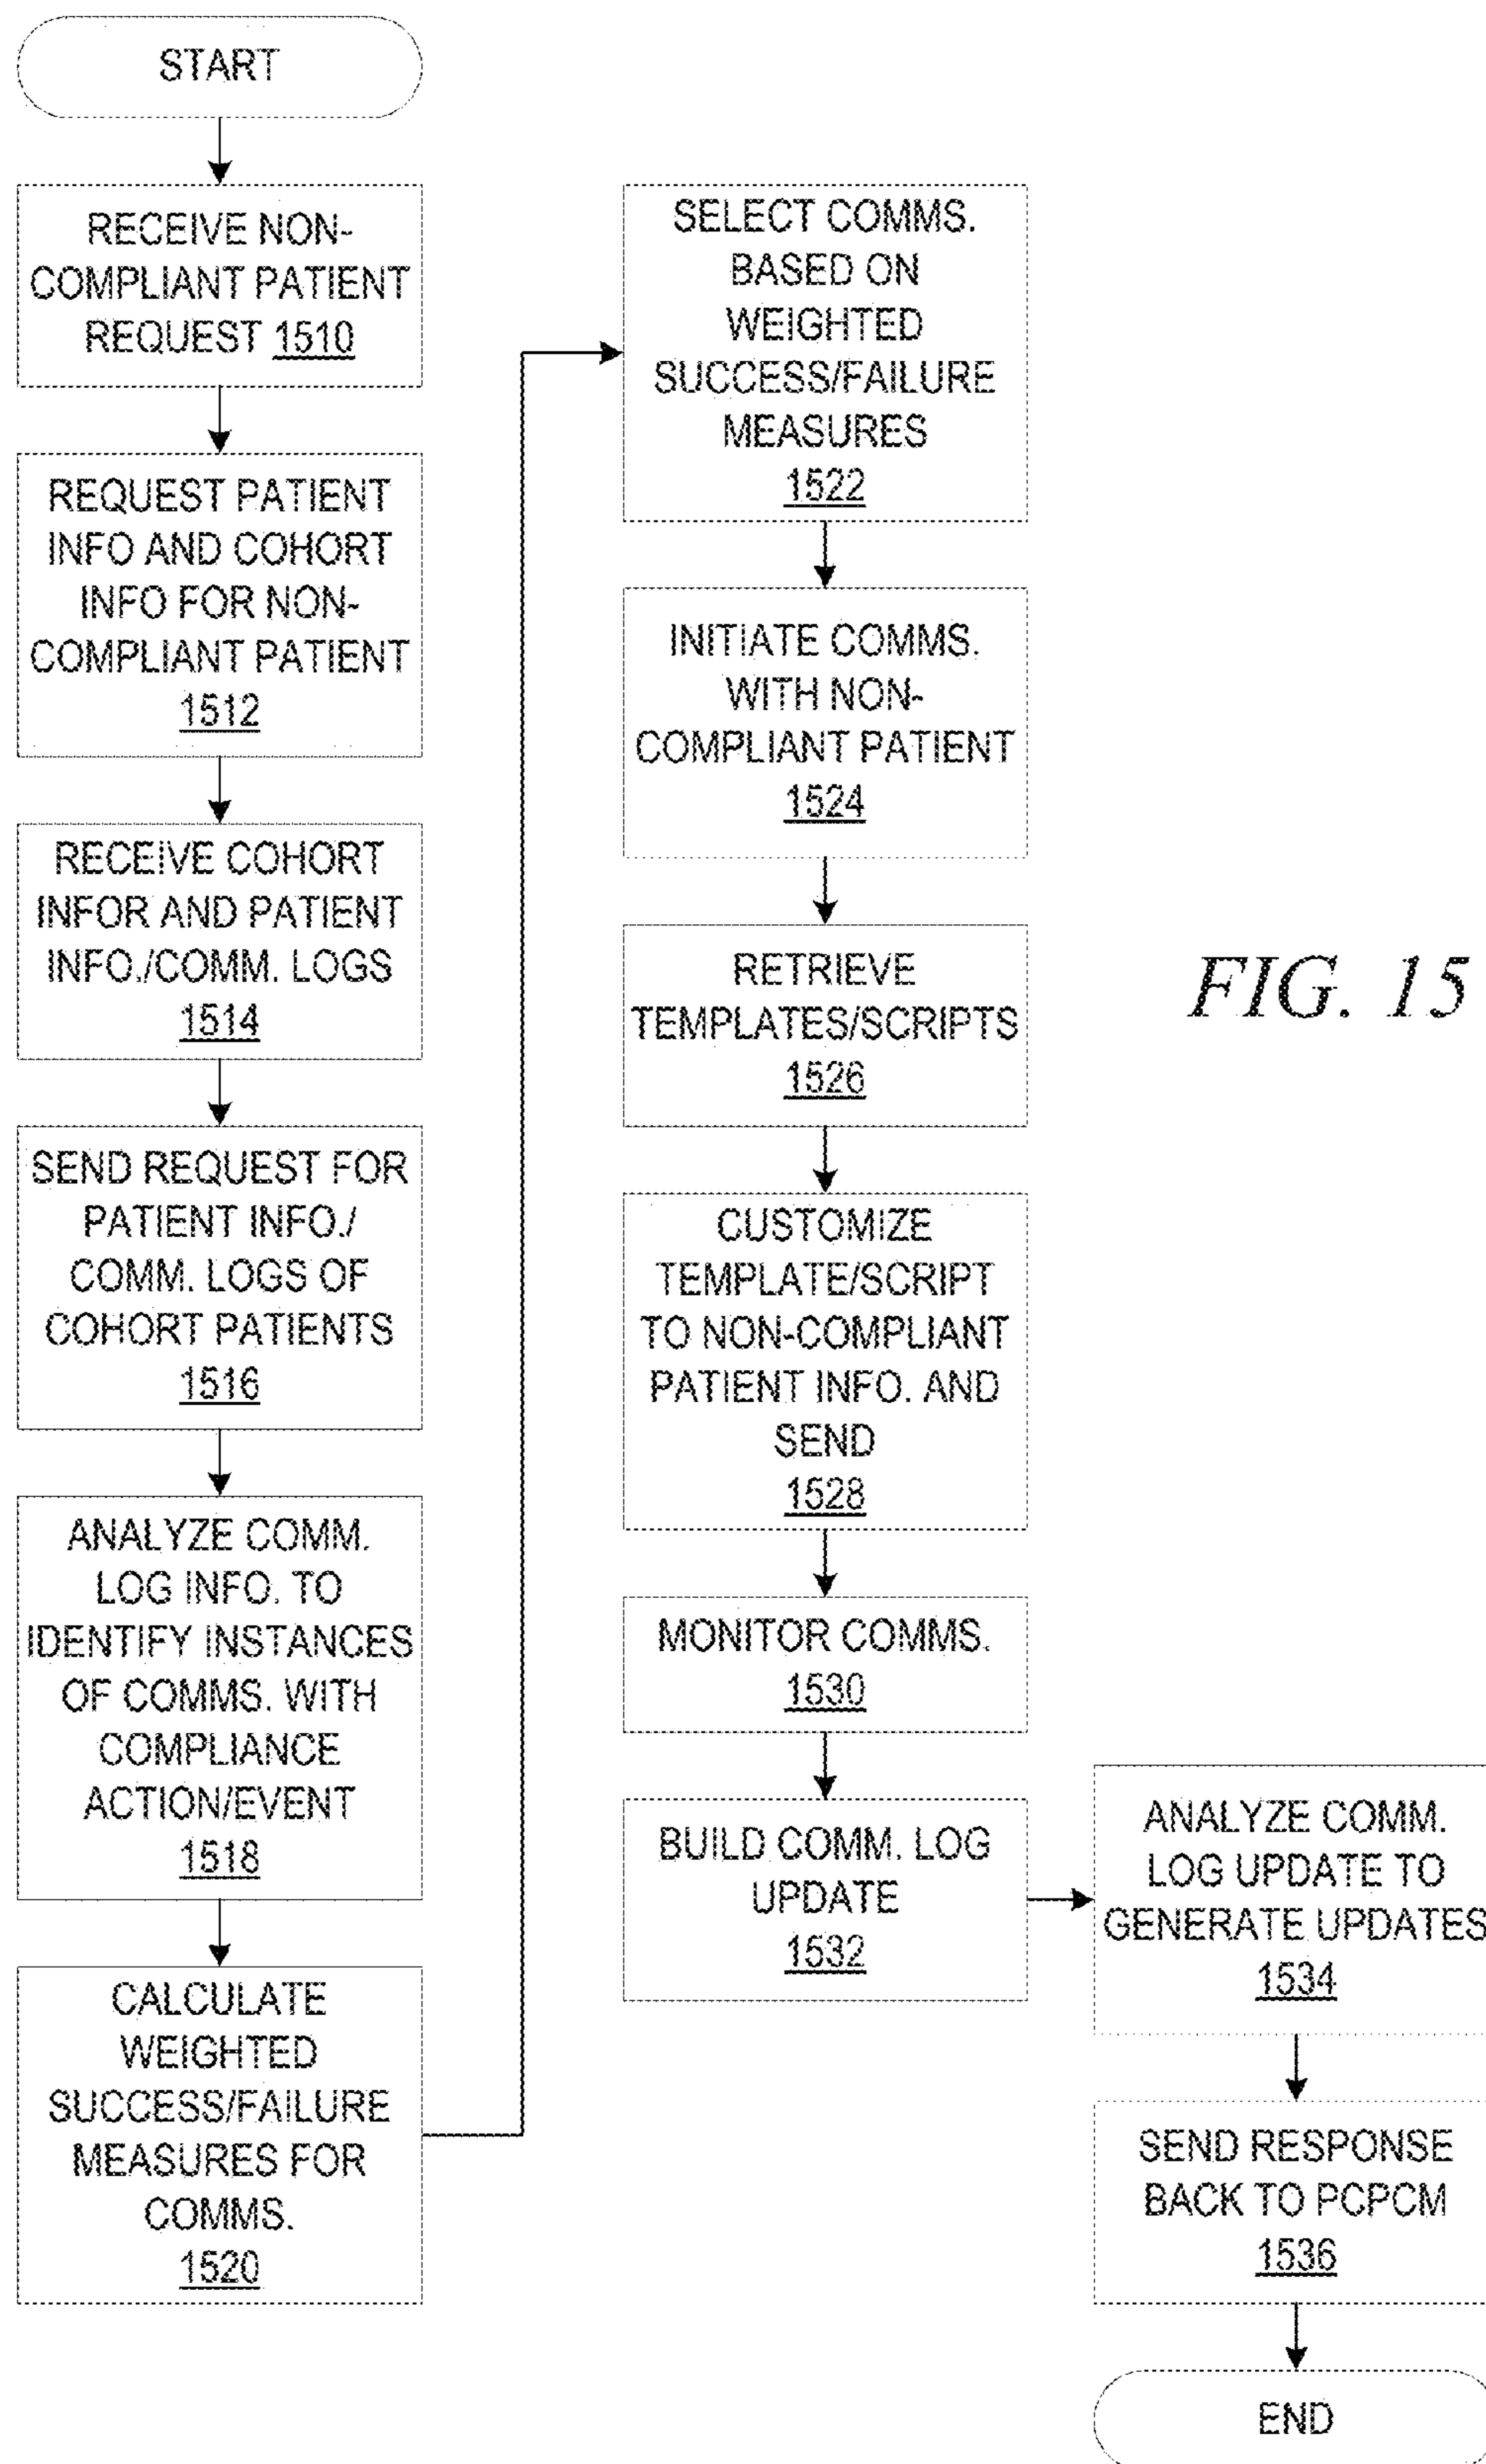 START
RECEIVE NON-
COMPLIANT PATIENT
REQUEST 1510
REQUEST PATIENT
INFO AND COHORT
INFO FOR NON-
COMPLIANT PATIENT
1512
RECEIVE COHORT
INFOR AND PATIENT
INFO./COMM. LOGS
1514
SEND REQUEST FOR
PATIENT INFO./
COMM. LOGS OF
COHORT PATIENTS
1516
ANALYZE COMM.
LOG INFO. TO
IDENTIFY INSTANCES
OF COMMS. WITH
COMPLIANCE
ACTION/EVENT
1518
CALCULATE
WEIGHTED
SUCCESS/FAILURE
MEASURES FOR
COMMS.
1520
SELECT COMMS.
BASED ON
WEIGHTED
SUCCESS/FAILURE
MEASURES
1522
INITIATE COMMS.
WITH NON-
COMPLIANT PATIENT
1524
RETRIEVE
TEMPLATES/SCRIPTS
1526
CUSTOMIZE
TEMPLATE/SCRIPT
TO NON-COMPLIANT
PATIENT INFO. AND
SEND
1528
MONITOR COMMS.
1530
BUILD COMM. LOG
UPDATE
1532
ANALYZE COMM.
LOG UPDATE TO
GENERATE UPDATES
1534
SEND RESPONSE
BACK TO PCPCM
1536
END
FIG. 15